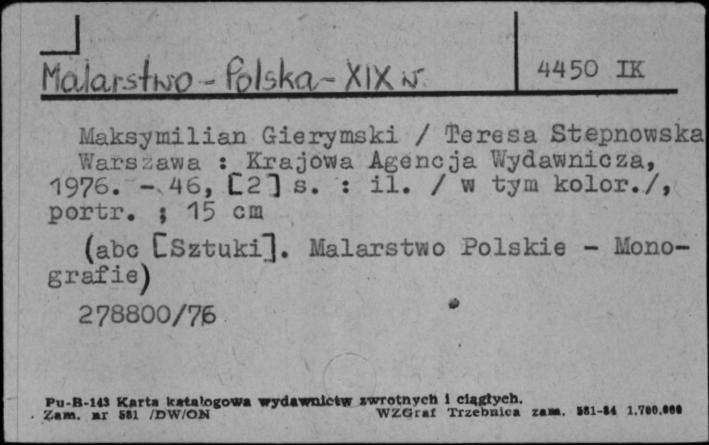 Malarstwo - Polska - XIX w.
4450 IK
Maksymilian Gierymski / Teresa Stepnowska
Warszawa : Krajowa Agencja Wydawnicza,
1976. - 46, [2] s. : il. / w tym kolor./,
portr. ; 15 cm
(abc [Sztuki]. Malarstwo Polskie - Mono-
grafie)
278800/76
Pu-B-143 Karta katalogowa wydawnictw zwrotnych i ciągłych.
Zam. nr 581 /DW/ON WZGraf Trzebnica zam. 581-84 1.700.000